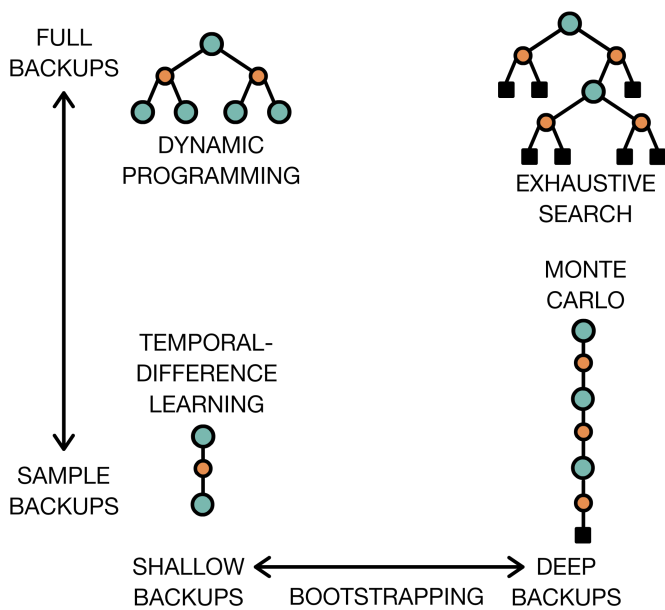 FULL
BACKUPS
DYNAMIC
PROGRAMMING
EXHAUSTIVE
SEARCH
MONTE
CARLO
TEMPORAL-
DIFFERENCE
LEARNING
SAMPLE
BACKUPS
SHALLOW
BACKUPS
BOOTSTRAPPING
DEEP
BACKUPS